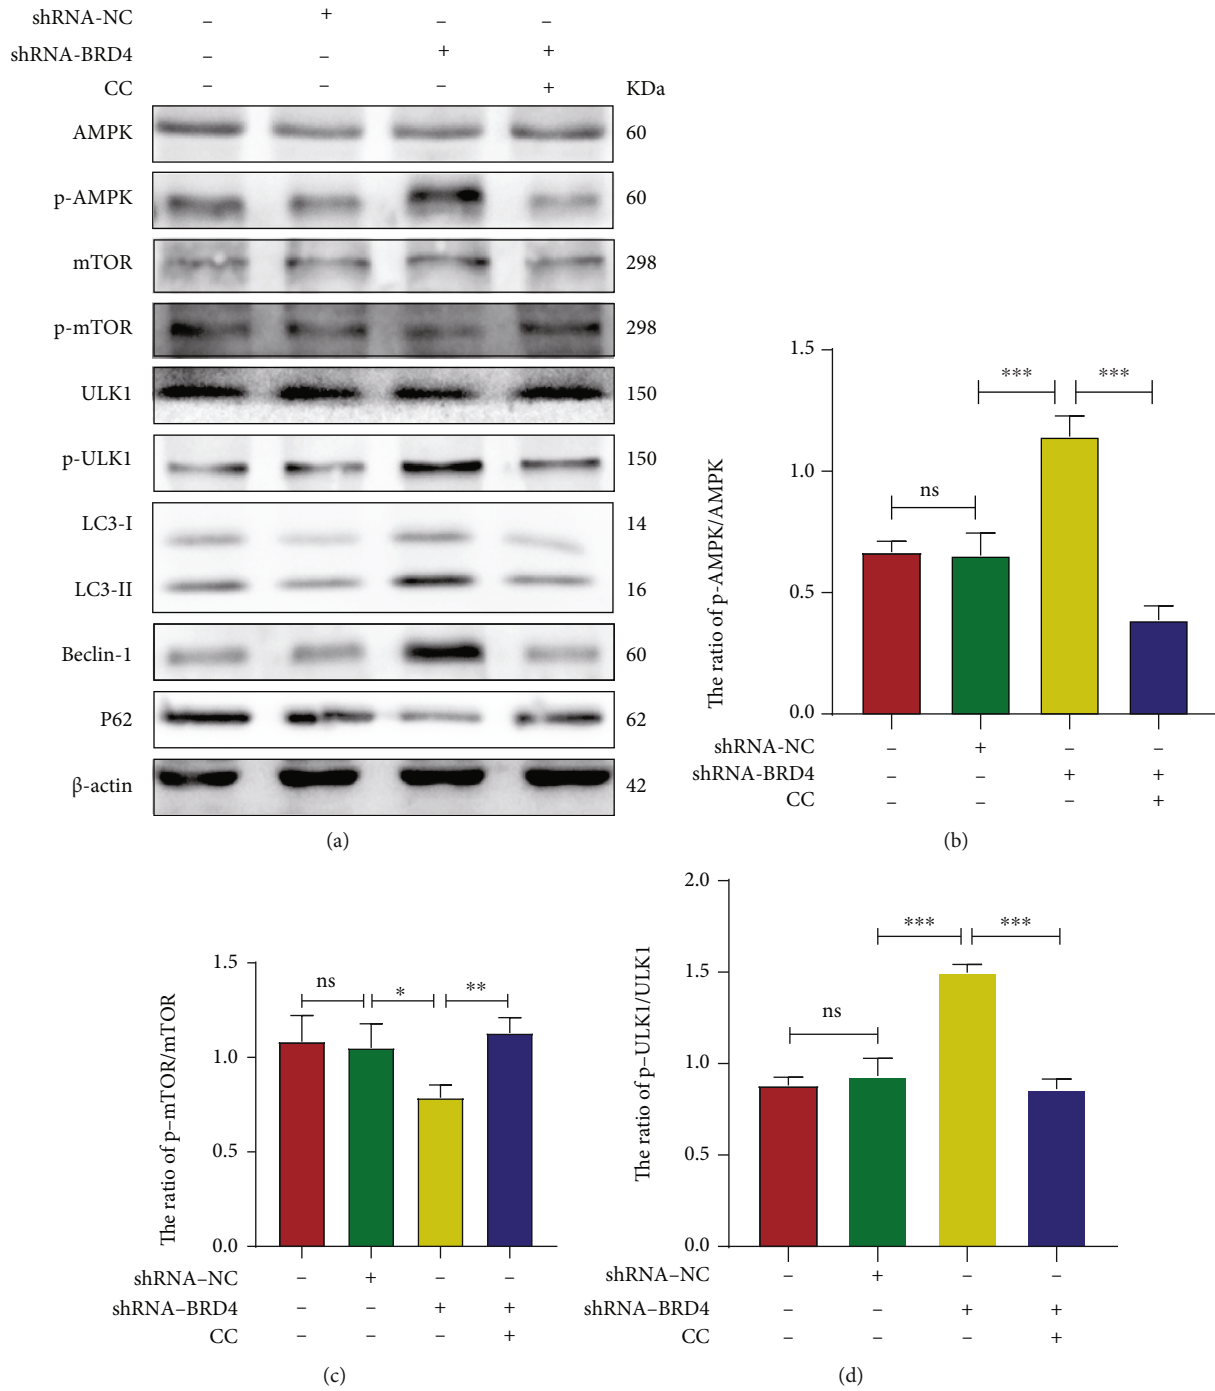 shRNA-NC – + – –
shRNA-BRD4 – – + +
CC – – – + KDa
AMPK 60
p-AMPK 60
mTOR 298
p-mTOR 298
ULK1 150
p-ULK1 150
LC3-I 14
LC3-II 16
Beclin-1 60
P62 62
β-actin 42
(a)
The ratio of p-AMPK/AMPK
1.5
1.0
0.5
0.0
ns
***
***
shRNA-NC – + – –
shRNA-BRD4 – – + +
CC – – – +
(b)
The ratio of p–mTOR/mTOR
1.5
1.0
0.5
0.0
ns
*
**
shRNA–NC – + – –
shRNA–BRD4 – – + +
CC – – – +
(c)
The ratio of p–ULK1/ULK1
2.0
1.5
1.0
0.5
0.0
ns
***
***
shRNA–NC – + – –
shRNA–BRD4 – – + +
CC – – – +
(d)